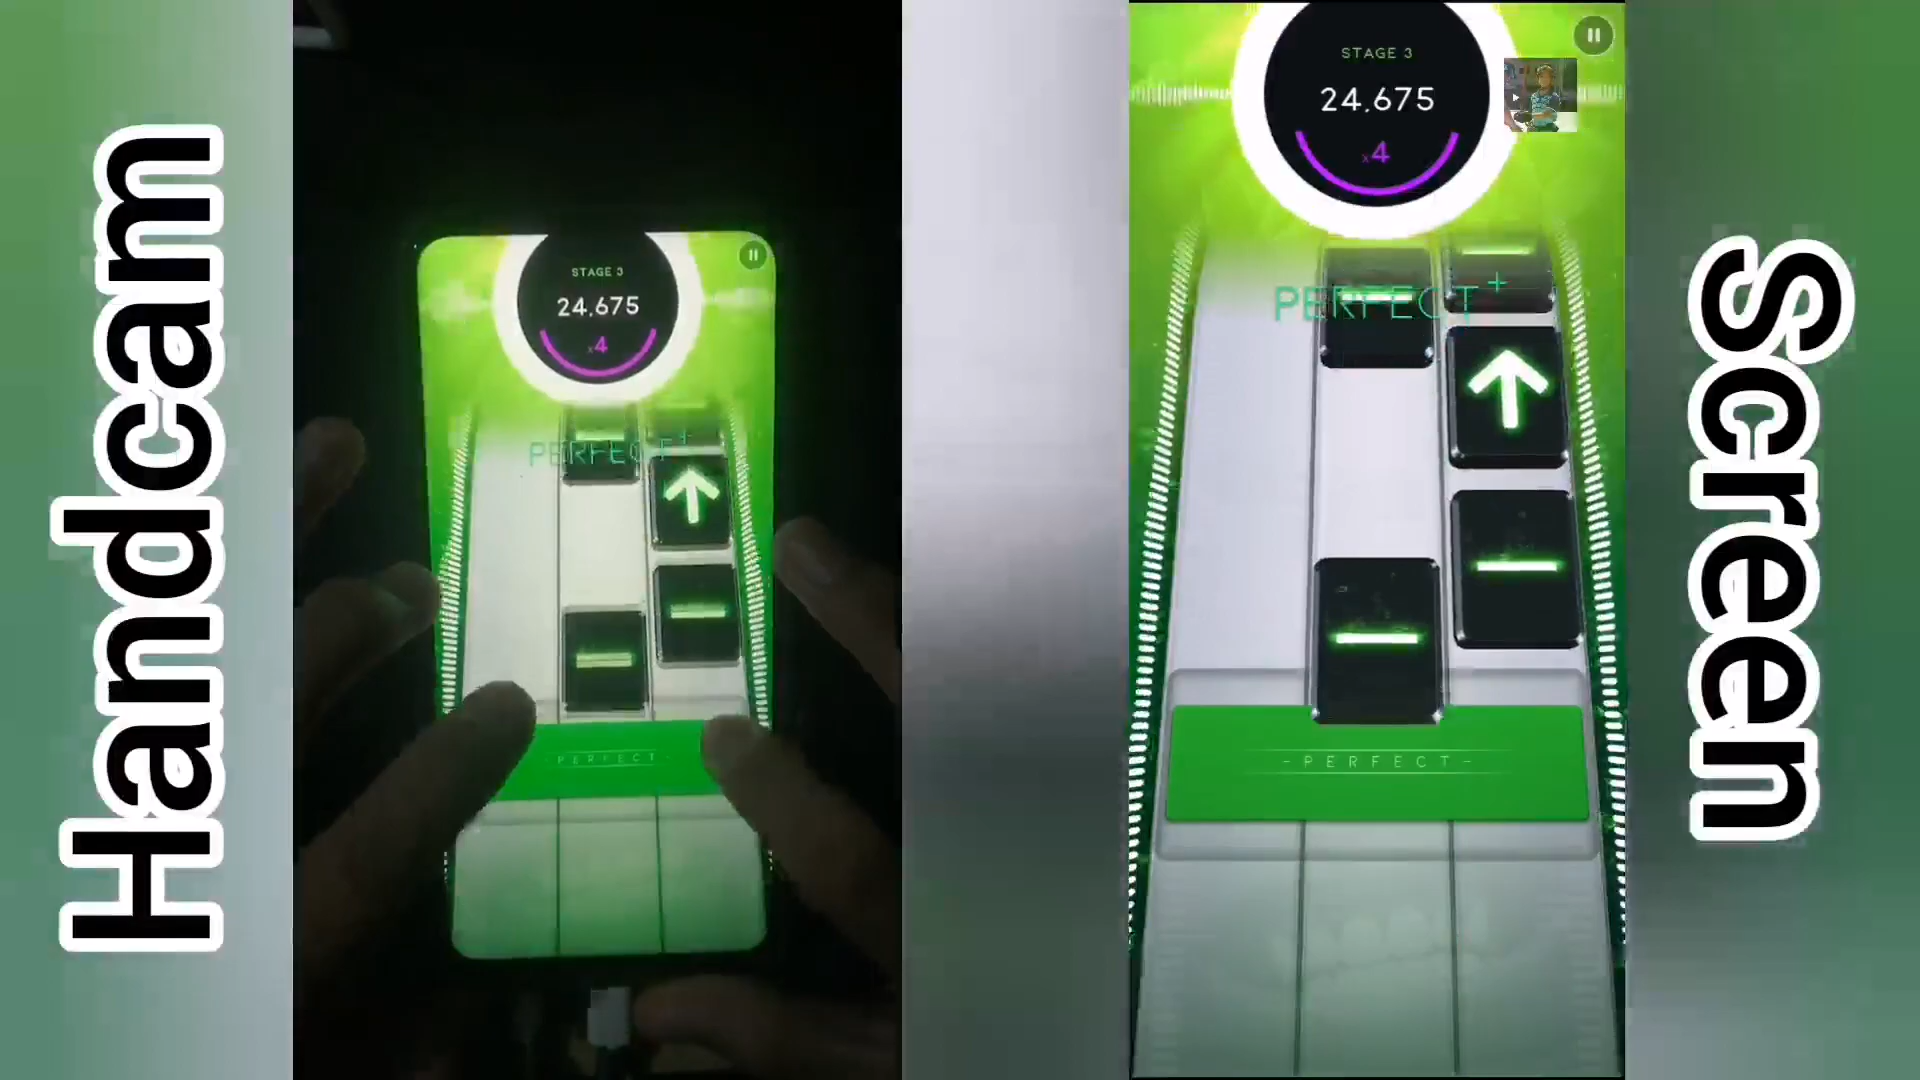 Handcam
STAGE 3
24.675
x4
PERFECT+
PERFECT
STAGE 3
24.675
x4
PERFECT+
- PERFECT -
Screen